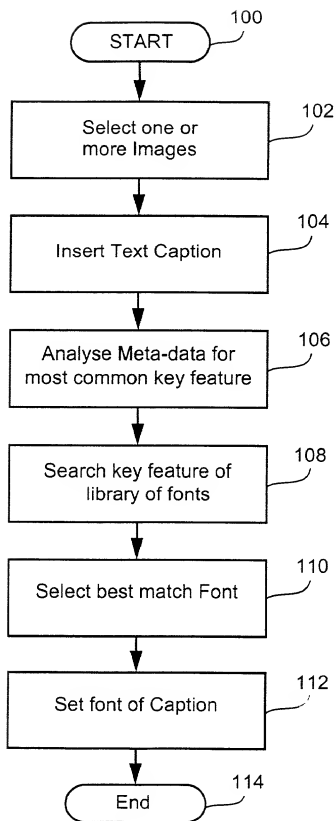 START
100
Select one or
more Images
102
Insert Text Caption
104
Analyse Meta-data for
most common key feature
106
Search key feature of
library of fonts
108
Select best match Font
110
Set font of Caption
112
End
114